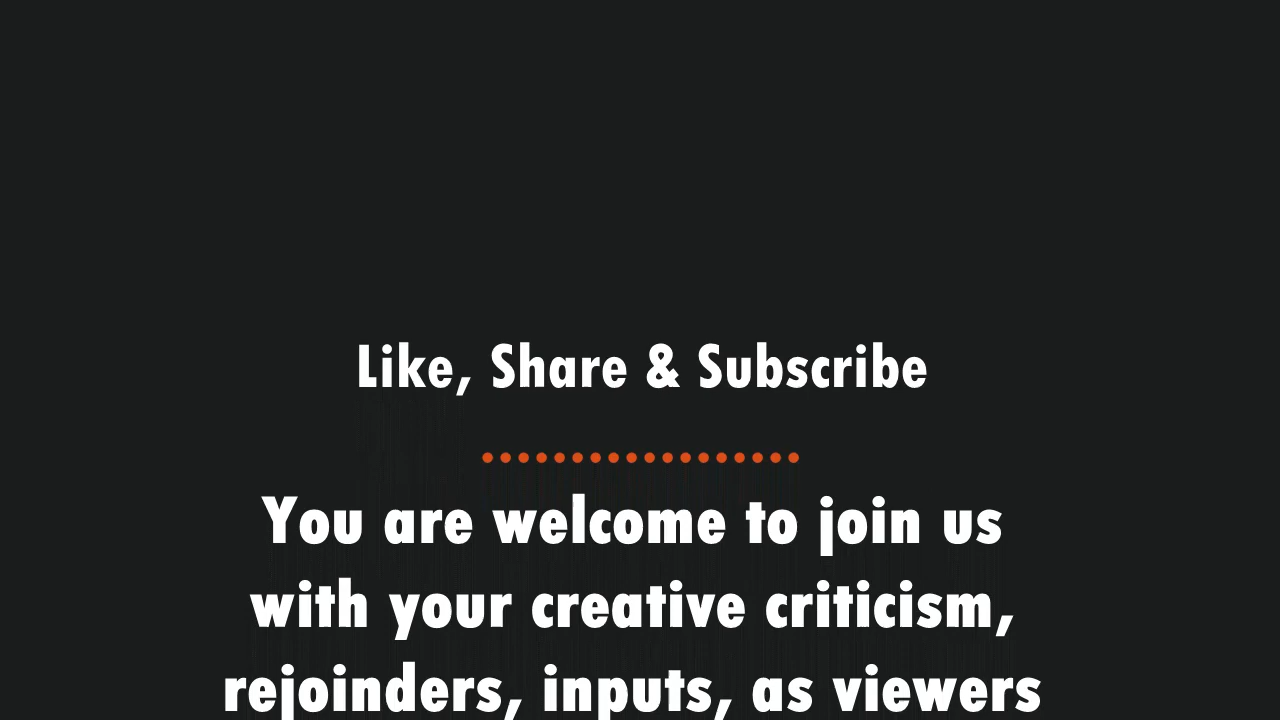 Like, Share & Subscribe
You are welcome to join us
with your creative criticism,
rejoinders, inputs, as viewers